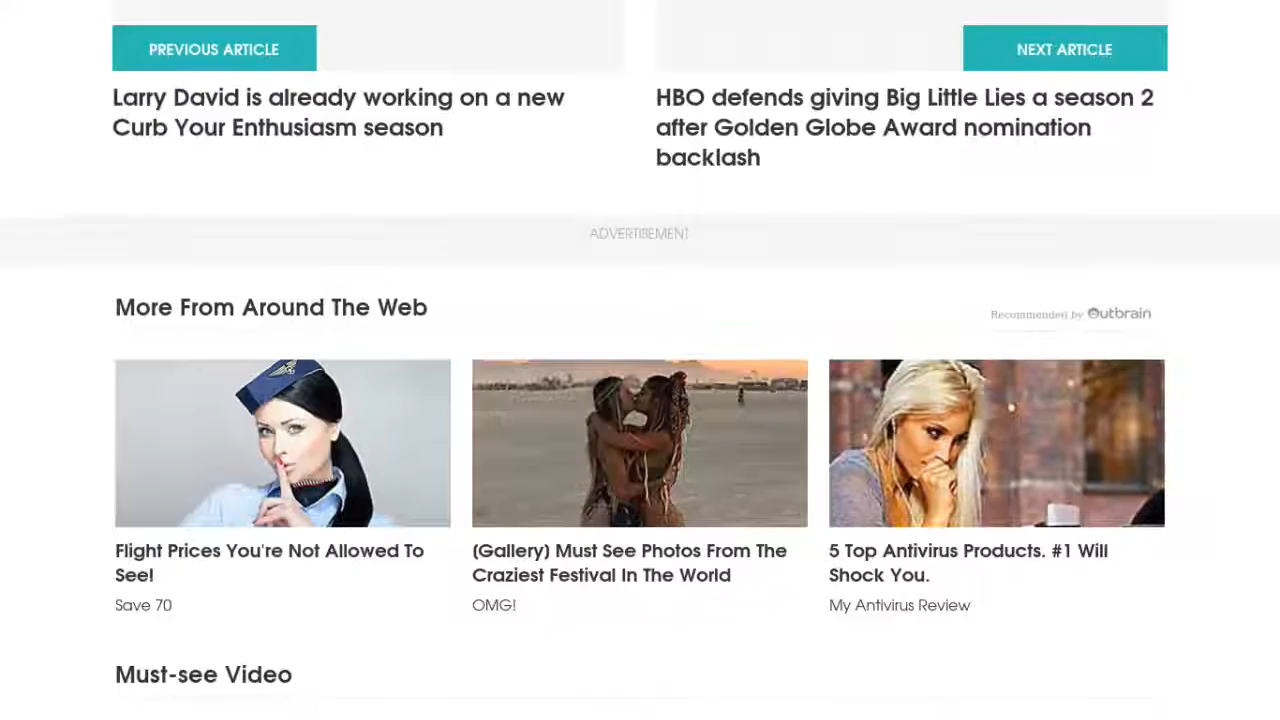 PREVIOUS ARTICLE
NEXT ARTICLE
Larry David is already working on a new
Curb Your Enthusiasm season
HBO defends giving Big Little Lies a season 2
after Golden Globe Award nomination
backlash
ADVERTISEMENT
More From Around The Web
Recommended by Outbrain
Flight Prices You're Not Allowed To
See!
Save 70
(Gallery) Must See Photos From The
Craziest Festival In The World
OMG!
5 Top Antivirus Products. #1 Will
Shock You.
My Antivirus Review
Must-see Video